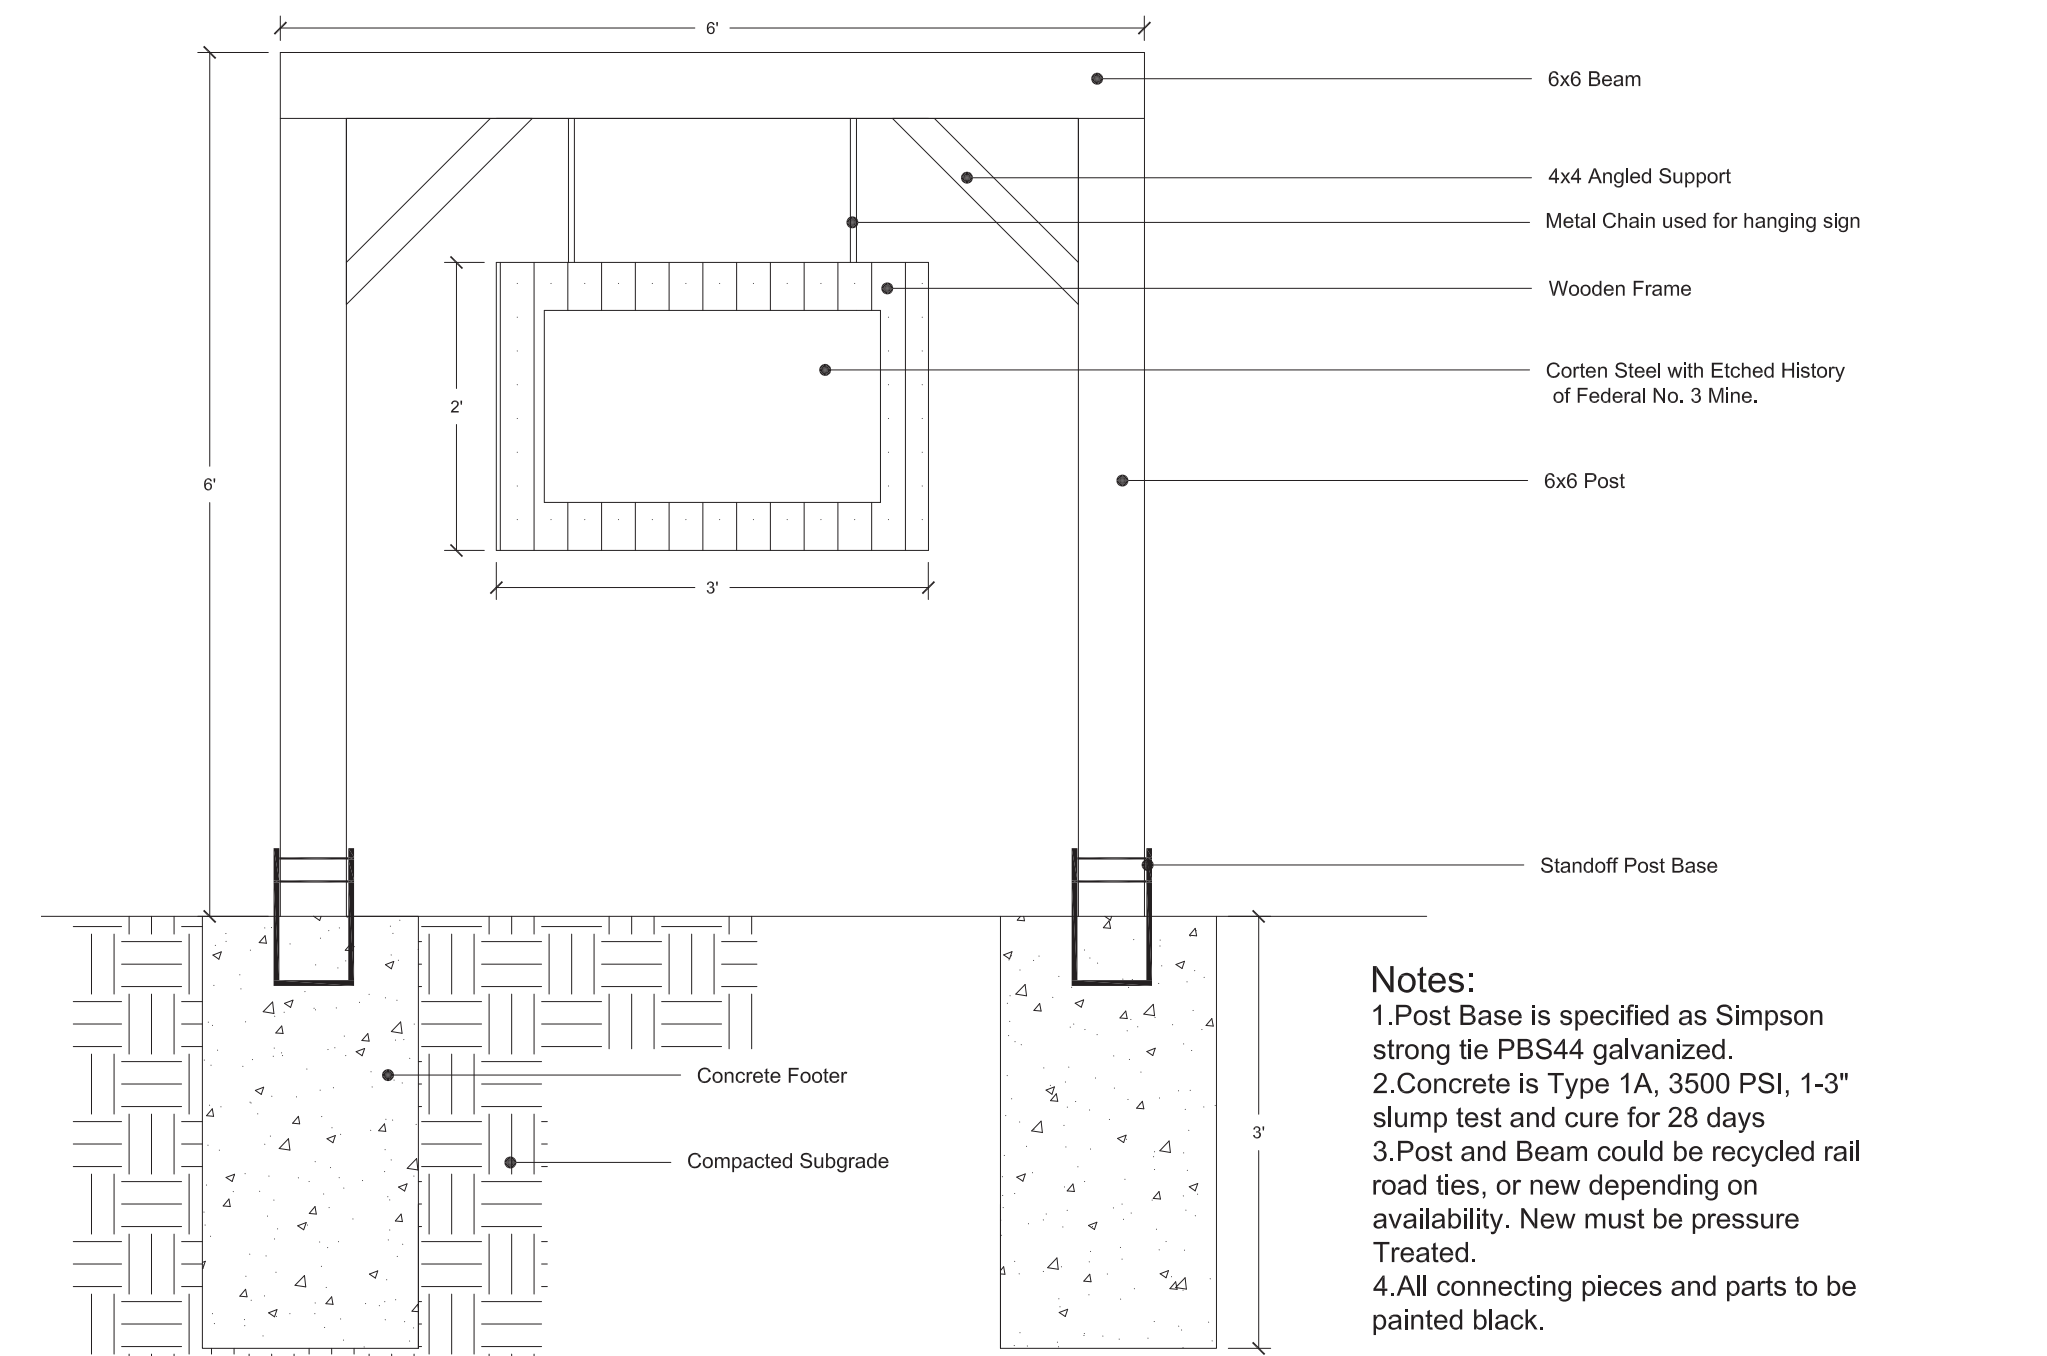 6'
6x6 Beam
4x4 Angled Support
Metal Chain used for hanging sign
Wooden Frame
Corten Steel with Etched History
of Federal No. 3 Mine.
2'
6'
6x6 Post
3'
Standoff Post Base
Concrete Footer
Compacted Subgrade
3'
Notes:
1.Post Base is specified as Simpson
strong tie PBS44 galvanized.
2.Concrete is Type 1A, 3500 PSI, 1-3"
slump test and cure for 28 days
3.Post and Beam could be recycled rail
road ties, or new depending on
availability. New must be pressure
Treated.
4.All connecting pieces and parts to be
painted black.